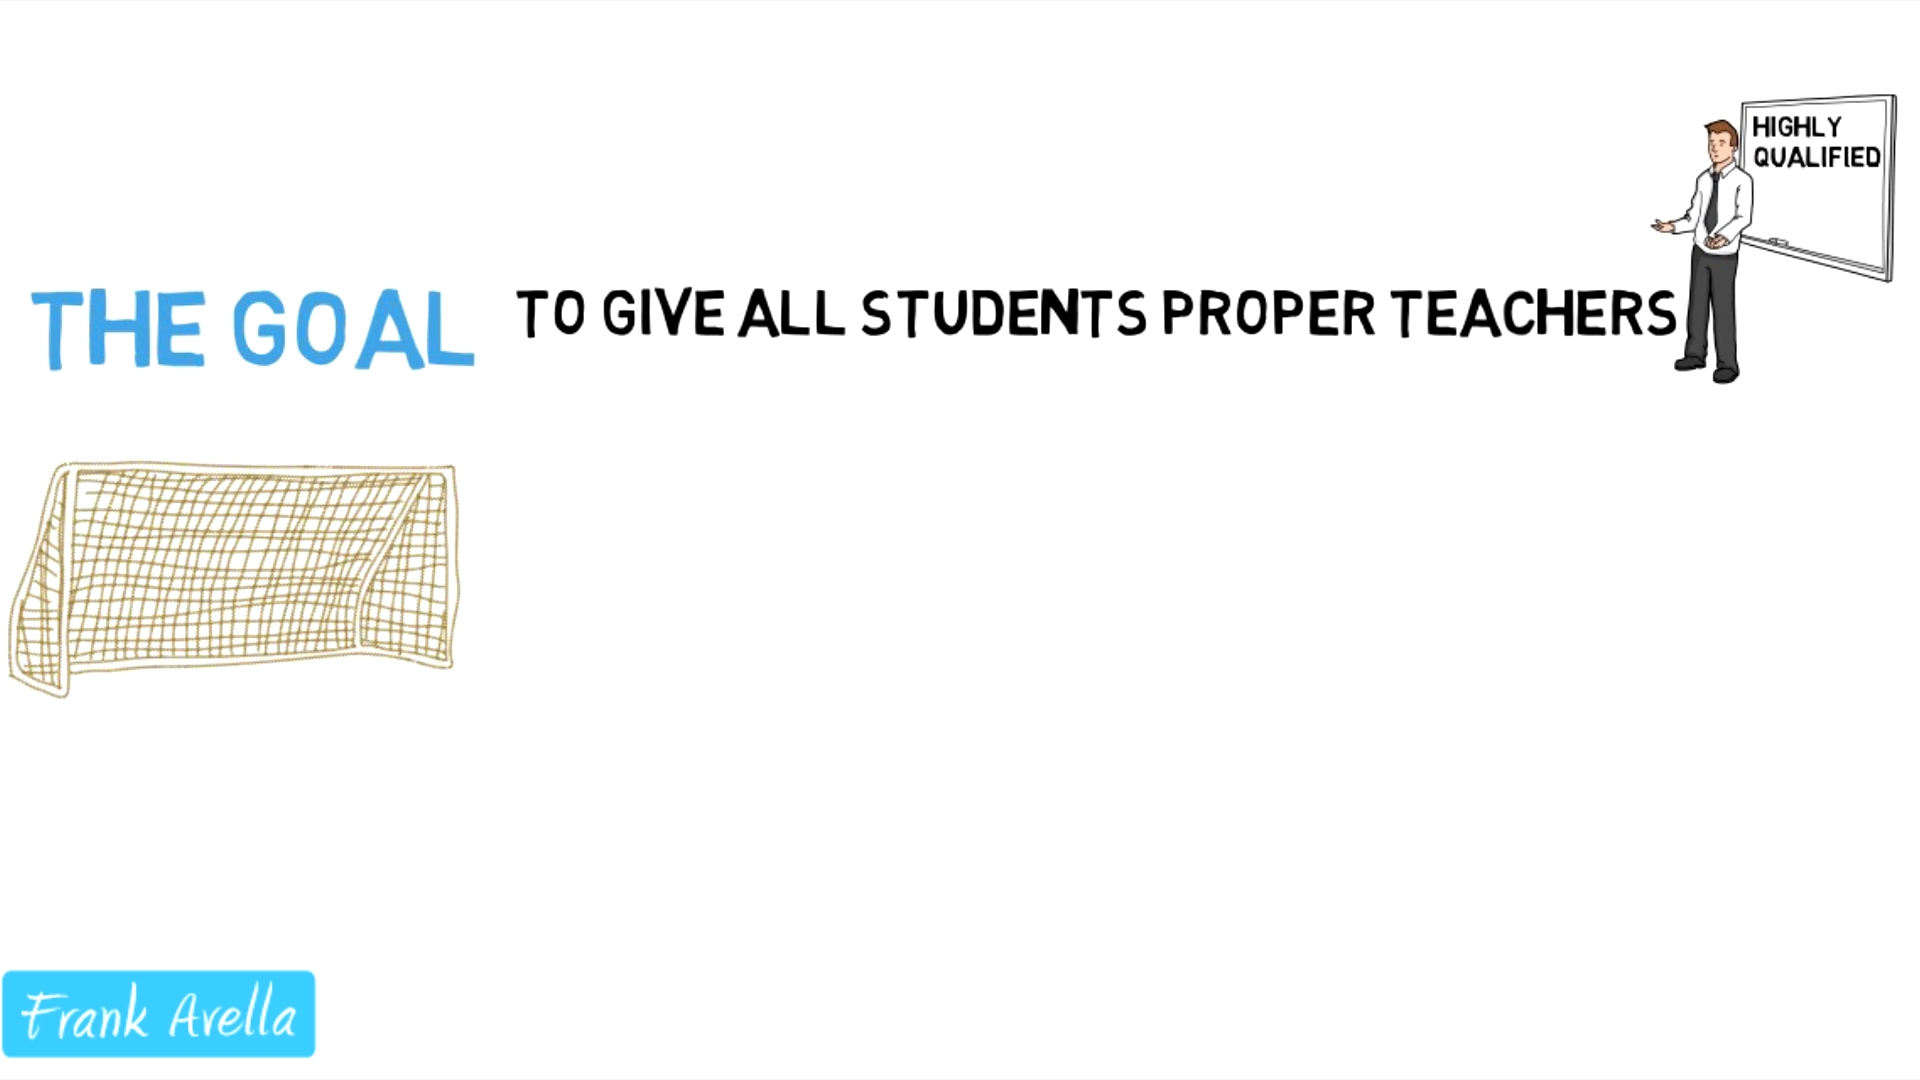 HIGHLY
QUALIFIED
THE GOAL
TO GIVE ALL STUDENTS PROPER TEACHERS
Frank Avella